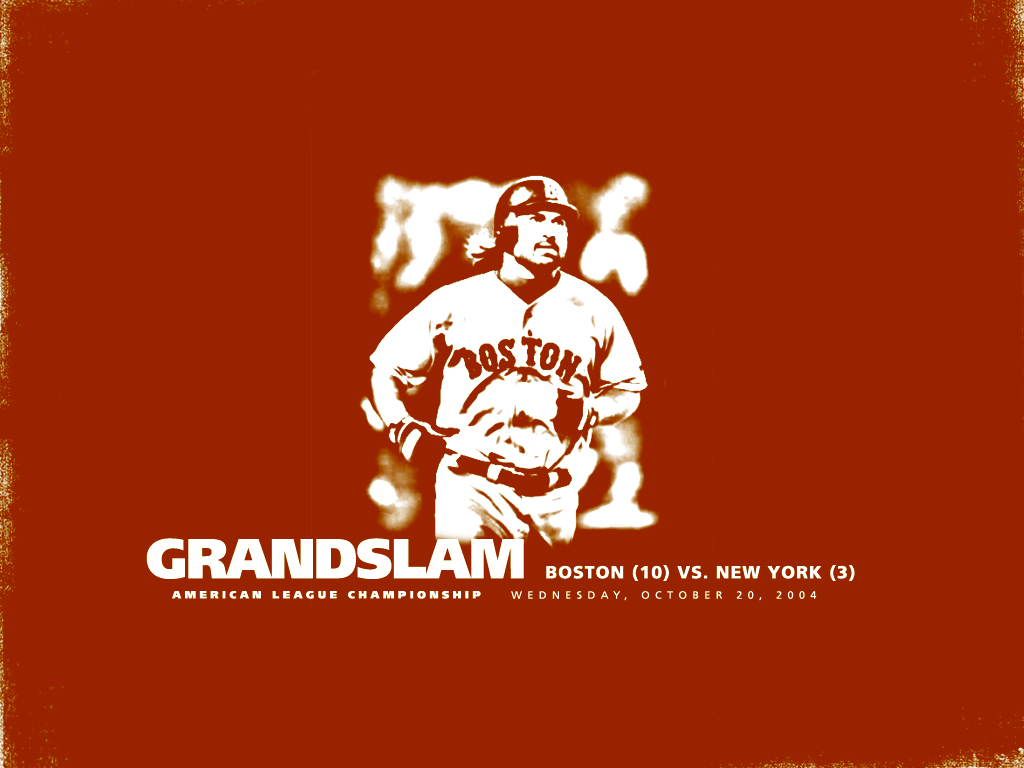 BOSTON
GRANDSLAM BOSTON (10) VS. NEW YORK (3)
AMERICAN LEAGUE CHAMPIONSHIP WEDNESDAY, OCTOBER 20, 2004